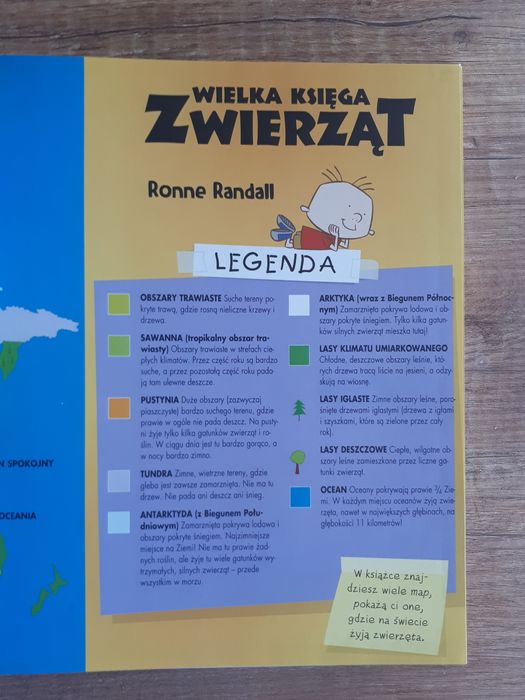 WIELKA KSIĘGA
ZWIERZĄT
Ronne Randall
LEGENDA
OBSZARY TRAWIASTE Suche tereny po-
kryte trawą, gdzie rosną nieliczne krzewy i
drzewa.
SAWANNA (tropikalny obszar tra-
wiasty) Obszary trawiaste w strefach cie-
płych klimatów. Przez część roku są bardzo
suche, a przez pozostałą część roku pada-
ją tam ulewne deszcze.
PUSTYNIA Duże obszary (zazwyczaj
piaszczyste) bardzo suchego terenu, gdzie
prawie w ogóle nie pada deszcz. Na pusty-
ni żyje tylko kilka gatunków zwierząt i ro-
ślin. W ciągu dnia jest tu bardzo gorąco, a
w nocy bardzo zimno.
TUNDRA Zimne, wietrzne tereny, gdzie
gleba jest zawsze zamarznięta. Nie ma tu
drzew. Nie pada ani deszcz ani śnieg.
ANTARKTYDA (z Biegunem Połu-
dniowym) Zamarznięta pokrywa lodowa i
obszary pokryte śniegiem. Najzimniejsze
miejsce na Ziemi! Nie ma tu prawie żad-
nych roślin, ale żyje tu wiele gatunków wy-
trzymałych, silnych zwierząt – przede
wszystkim w morzu.
ARKTYKA (wraz z Biegunem Północ-
nym) Zamarznięta pokrywa lodowa i ob-
szary pokryte śniegiem. Tylko kilka gatun-
ków silnych zwierząt mieszka tutaj!
LASY KLIMATU UMIARKOWANEGO
Chłodne, deszczowe obszary leśne, któ-
rych drzewa tracą liście na jesieni, a odzy-
skują na wiosnę.
LASY IGLASTE Zimne obszary leśne, poro-
śnięte drzewami iglastymi (drzewa z igłami
i szyszkami, które są zielone przez cały
rok).
LASY DESZCZOWE Ciepłe, wilgotne ob-
szary leśne zamieszkane przez liczne ga-
tunki zwierząt.
OCEAN Oceany pokrywają prawie ¾ Zie-
mi. W każdym miejscu oceanów żyją zwie-
rzęta, nawet w największych głębinach, na
głębokości 11 kilometrów!
N SPOKOJNY
OCEANIA
W książce znaj-
dziesz wiele map,
pokażą ci one,
gdzie na świecie
żyją zwierzęta.